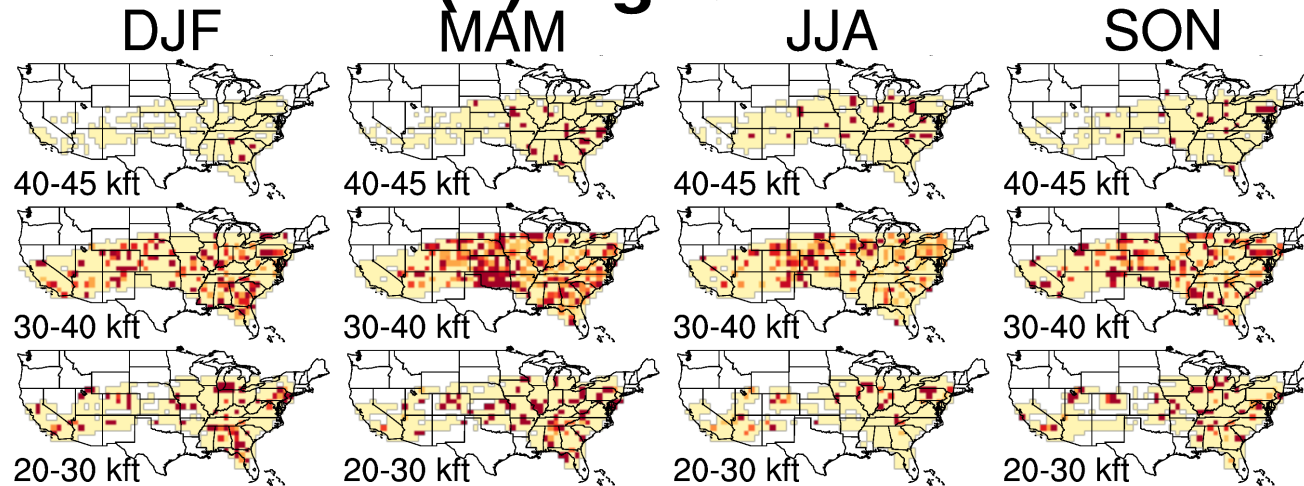 DJF MAM JJA SON
40-45 kft 40-45 kft 40-45 kft 40-45 kft
30-40 kft 30-40 kft 30-40 kft 30-40 kft
20-30 kft 20-30 kft 20-30 kft 20-30 kft